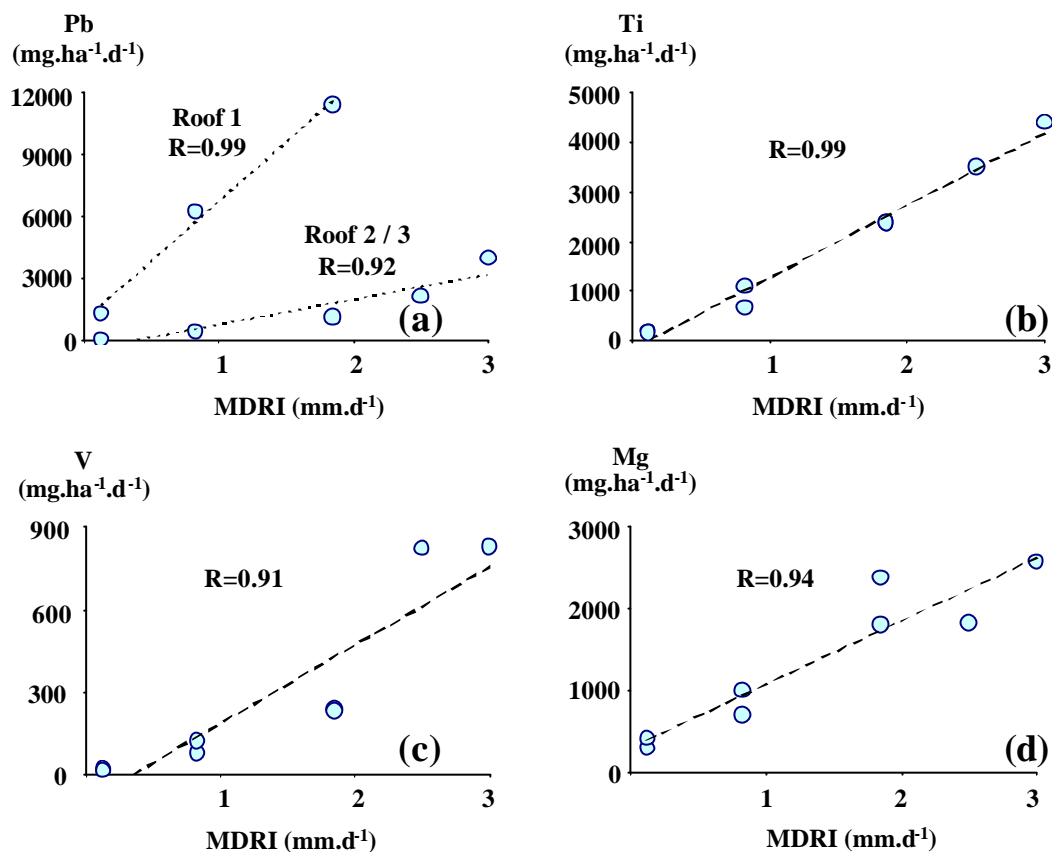 Pb
(mg.ha⁻¹.d⁻¹)
12000
9000
6000
3000
0
Roof 1
R=0.99
Roof 2 / 3
R=0.92
(a)
1 2 3
MDRI (mm.d⁻¹)
Ti
(mg.ha⁻¹.d⁻¹)
5000
4000
3000
2000
1000
0
R=0.99
(b)
1 2 3
MDRI (mm.d⁻¹)
V
(mg.ha⁻¹.d⁻¹)
900
600
300
0
R=0.91
(c)
1 2 3
MDRI (mm.d⁻¹)
Mg
(mg.ha⁻¹.d⁻¹)
3000
2000
1000
0
R=0.94
(d)
1 2 3
MDRI (mm.d⁻¹)